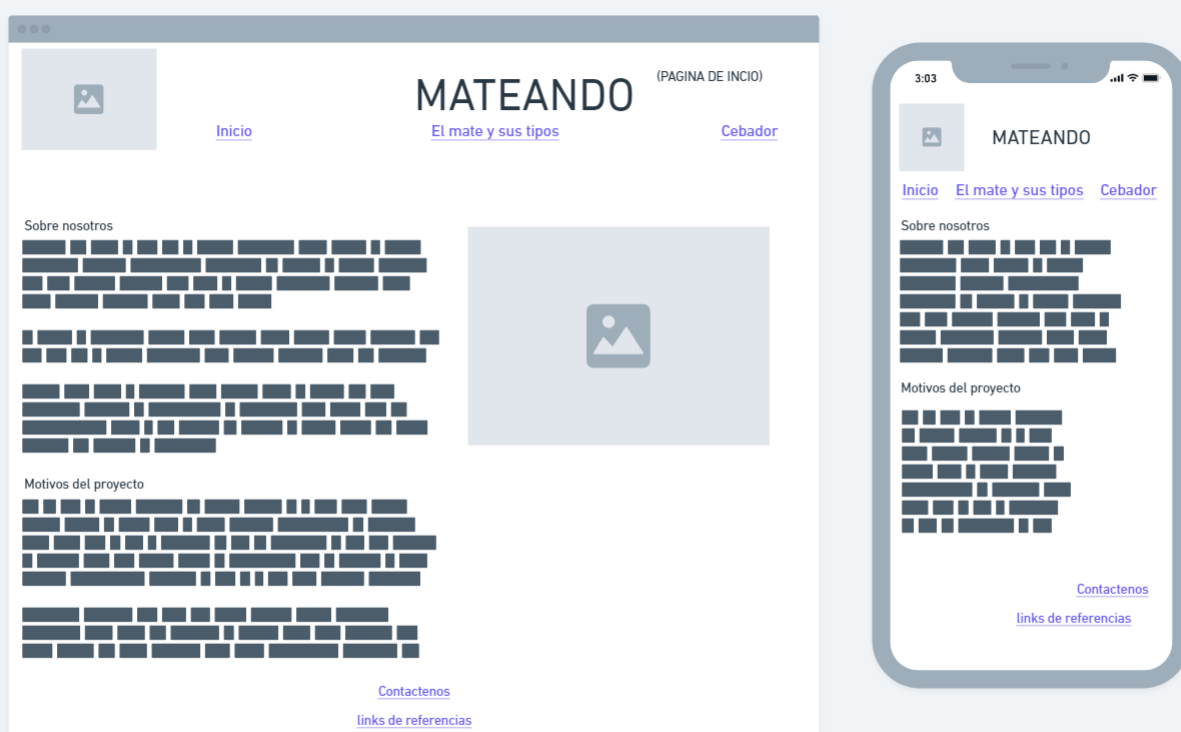 MATEANDO
(PAGINA DE INCIO)
Inicio El mate y sus tipos Cebador
Sobre nosotros
Motivos del proyecto
Contactenos
links de referencias
3:03
MATEANDO
Inicio El mate y sus tipos Cebador
Sobre nosotros
Motivos del proyecto
Contactenos
links de referencias